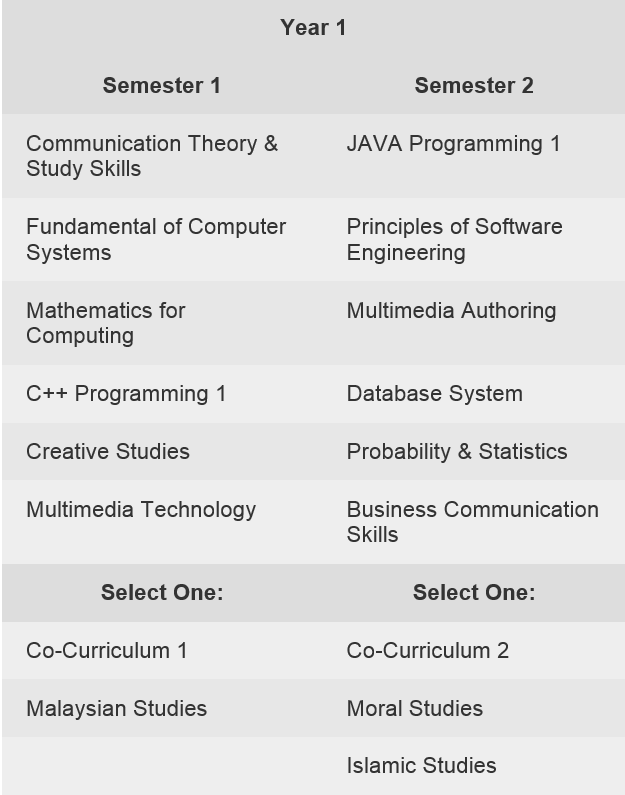 Year 1
Semester 1 Semester 2
Communication Theory & JAVA Programming 1
Study Skills
Fundamental of Computer Principles of Software
Systems Engineering
Mathematics for Multimedia Authoring
Computing
C++ Programming 1 Database System
Creative Studies Probability & Statistics
Multimedia Technology Business Communication
Skills
Select One: Select One:
Co-Curriculum 1 Co-Curriculum 2
Malaysian Studies Moral Studies
Islamic Studies